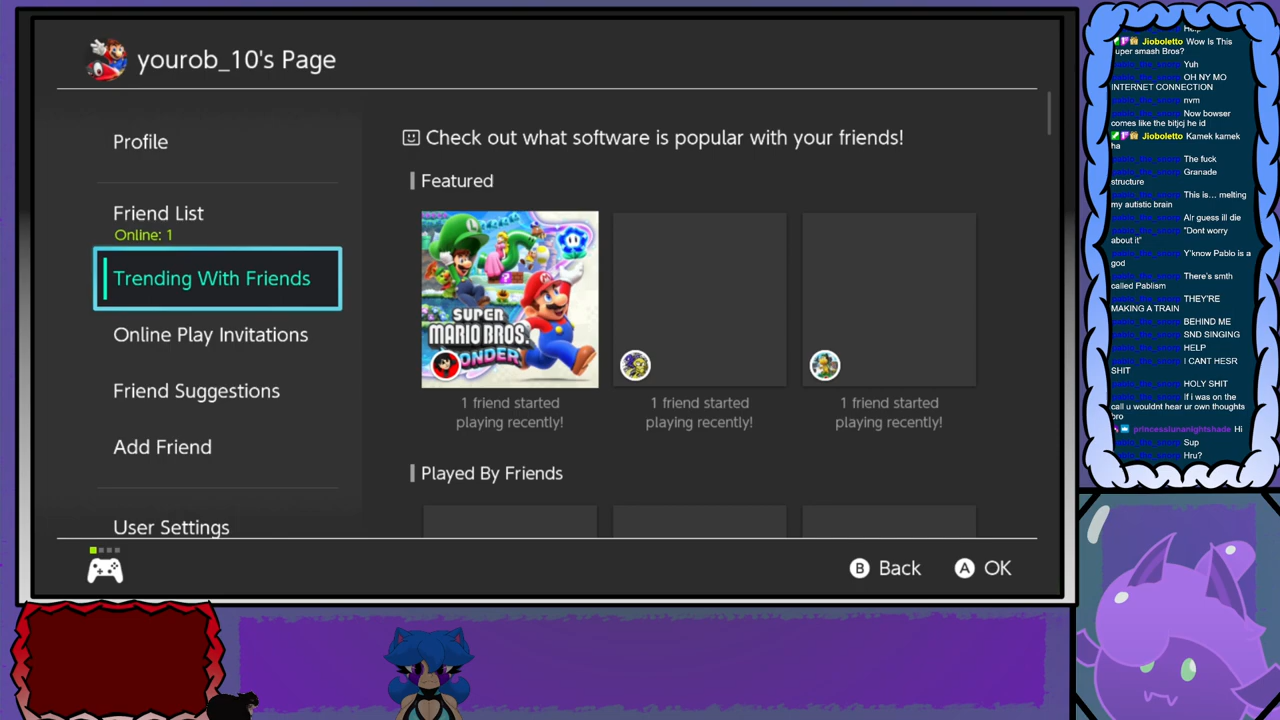 yourob_10's Page
Profile
Friend List
Online: 1
Trending With Friends
Online Play Invitations
Friend Suggestions
Add Friend
User Settings
Check out what software is popular with your friends!
Featured
SUPER
MARIO BROS.
WONDER
1 friend started
playing recently!
1 friend started
playing recently!
1 friend started
playing recently!
Played By Friends
B Back
A OK
Jioboletto Wow Is This
uper smash Bros?
Yuh
OH NY MO
INTERNET CONNECTION
nvm
Now bowser
comes like the bitjcj he id
Jioboletto Kamek kamek
ha
The fuck
Granade
structure
This is... melting
my autistic brain
Alr guess ill die
"Dont worry
about it"
Y'know Pablo is a
god
There's smth
called Pablism
THEY'RE
MAKING A TRAIN
BEHIND ME
SND SINGING
HELP
I CANT HESR
SHIT
HOLY SHIT
If i was on the
call u wouldnt hear ur own thoughts
bro
princesslunanightshade Hi
Sup
Hru?